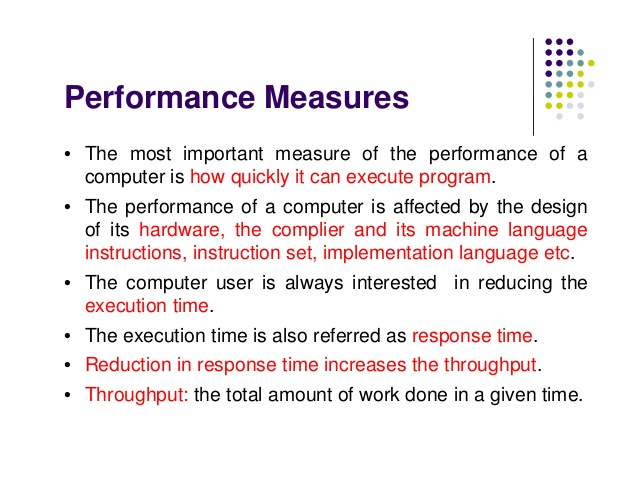 Performance Measures
• The most important measure of the performance of a
computer is how quickly it can execute program.
• The performance of a computer is affected by the design
of its hardware, the complier and its machine language
instructions, instruction set, implementation language etc.
• The computer user is always interested in reducing the
execution time.
• The execution time is also referred as response time.
• Reduction in response time increases the throughput.
• Throughput: the total amount of work done in a given time.